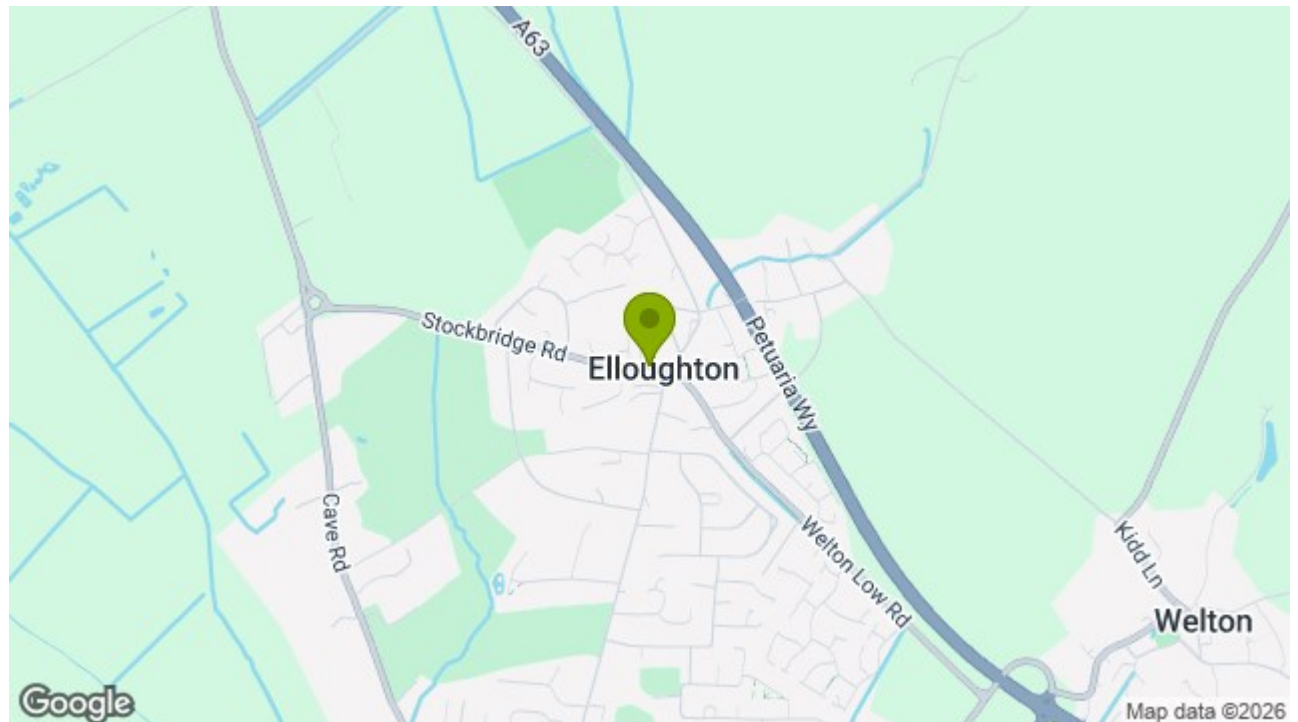 A63
Stockbridge Rd
Elloughton
Petuaria Wy
Cave Rd
Welton Low Rd
Kidd Ln
Welton
Google
Map data ©2026